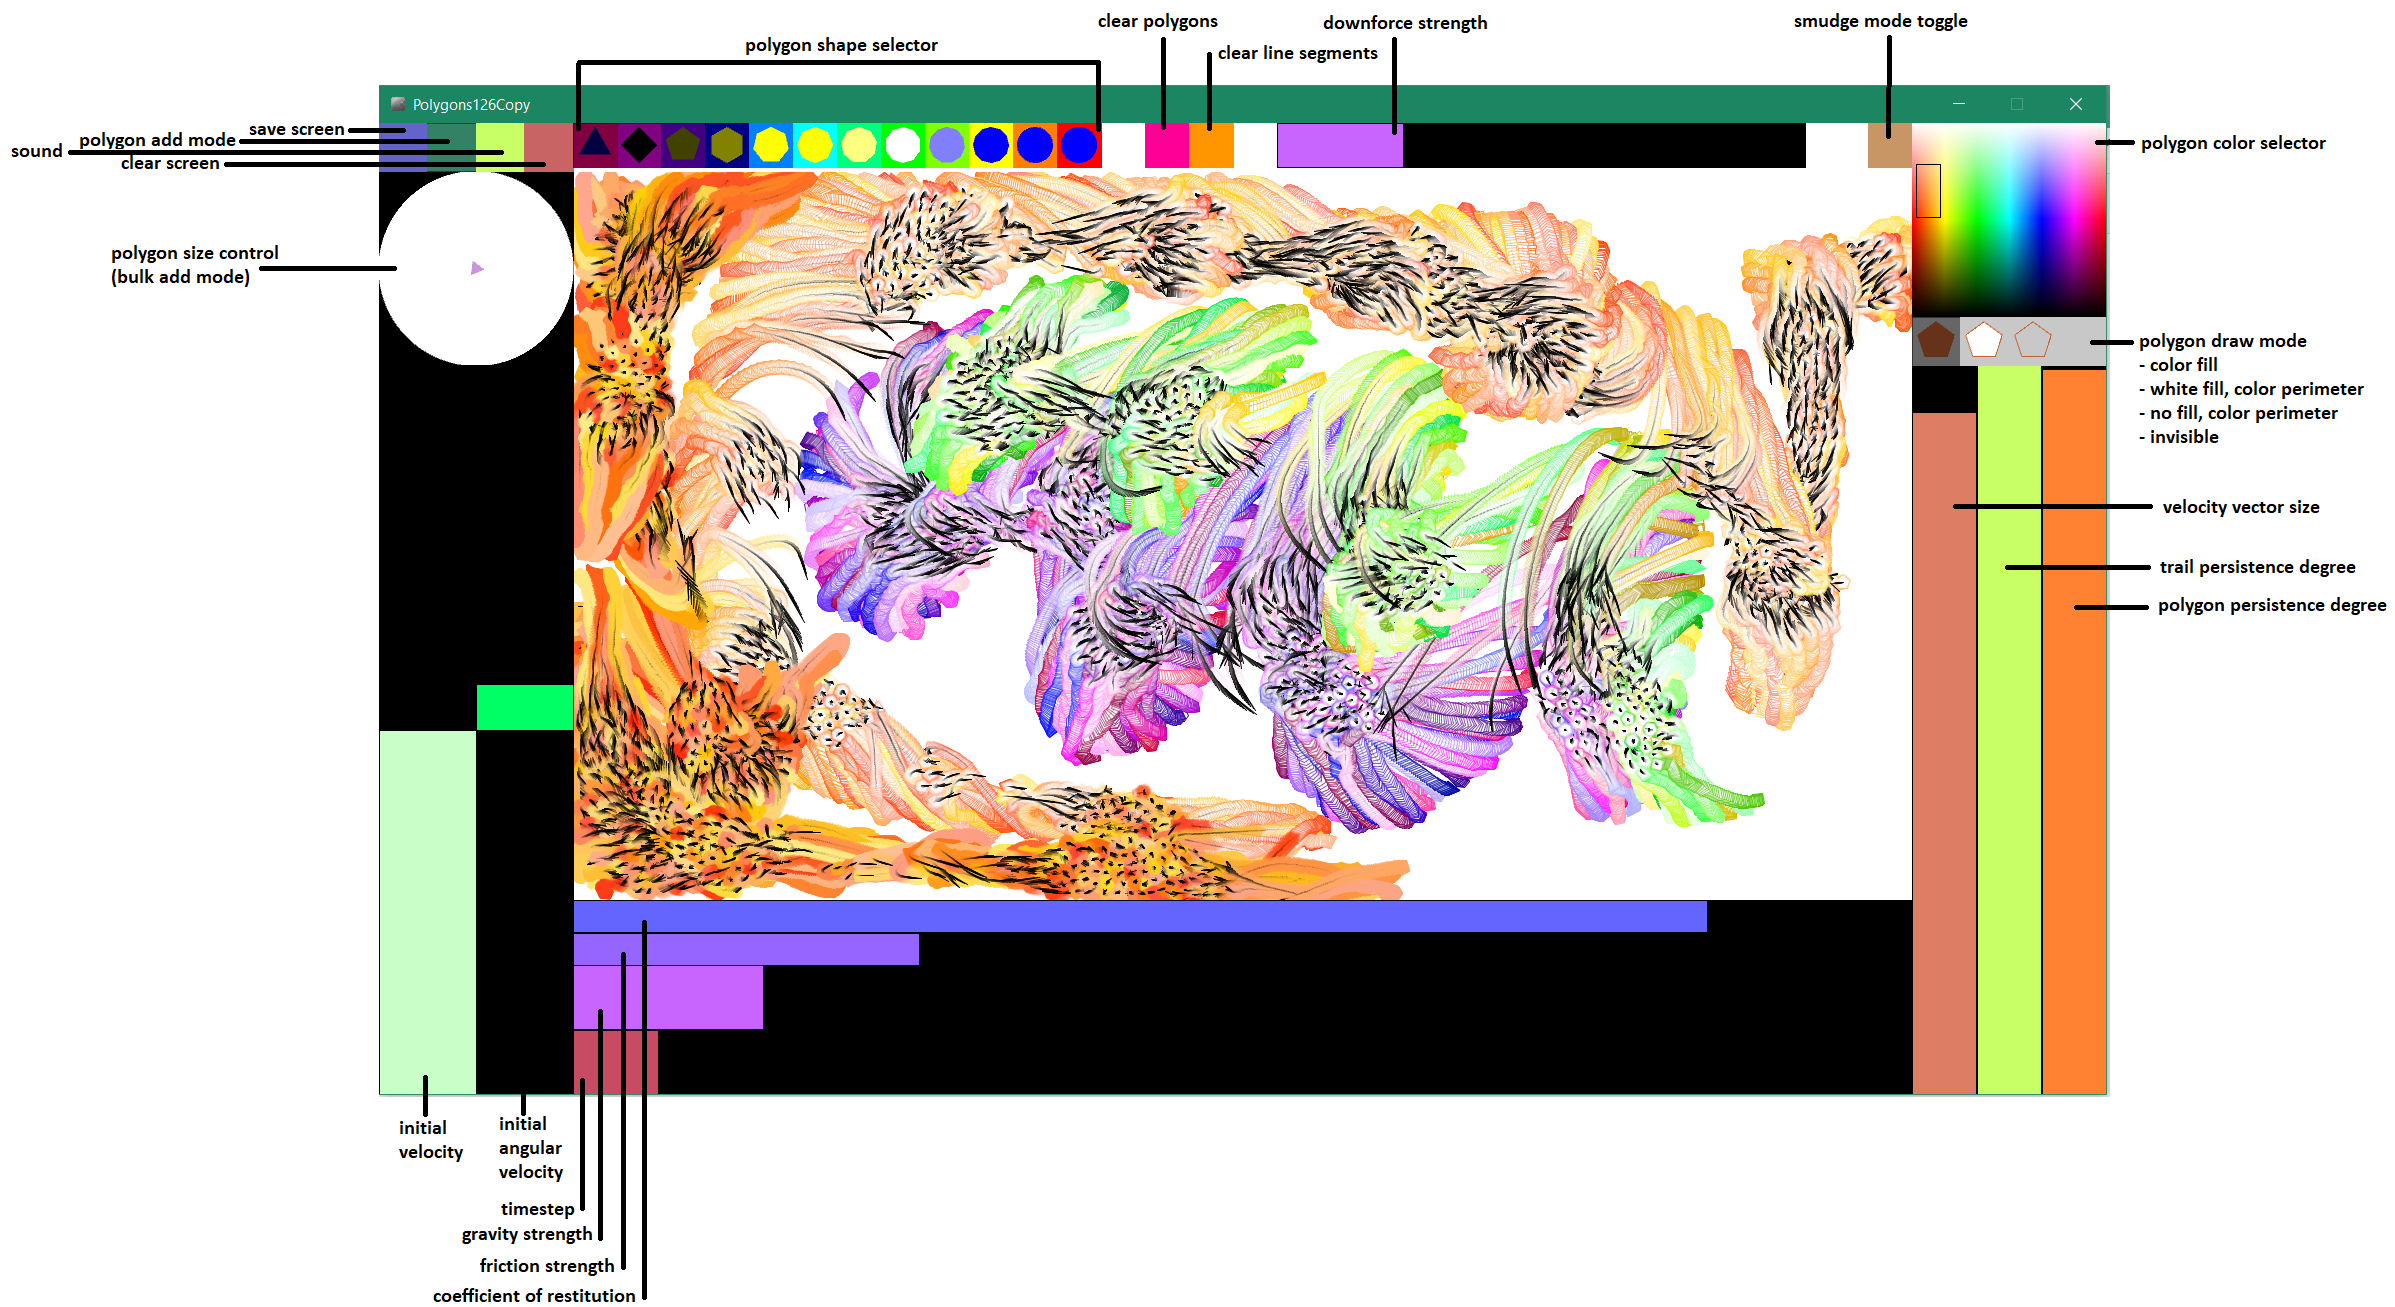 clear polygons
downforce strength
smudge mode toggle
polygon shape selector
clear line segments
Polygons126Copy
save screen
polygon add mode
sound
clear screen
polygon color selector
polygon size control
(bulk add mode)
polygon draw mode
- color fill
- white fill, color perimeter
- no fill, color perimeter
- invisible
velocity vector size
trail persistence degree
polygon persistence degree
initial
velocity
initial
angular
velocity
timestep
gravity strength
friction strength
coefficient of restitution